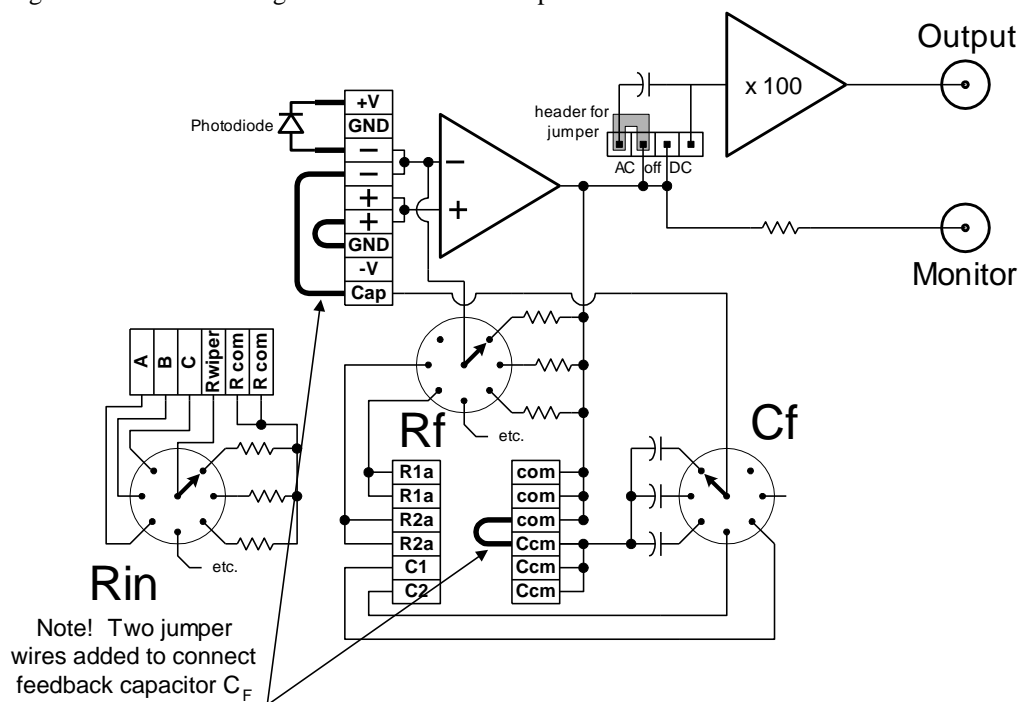 Output
x 100
header for
jumper
AC off DC
Monitor
Photodiode
+V
GND
−
−
+
+
GND
-V
Cap
−
+
A
B
C
Rwiper
R com
R com
etc.
Rin
Rf
etc.
Cf
R1a
R1a
R2a
R2a
C1
C2
com
com
com
Ccm
Ccm
Ccm
Note! Two jumper
wires added to connect
feedback capacitor C_F